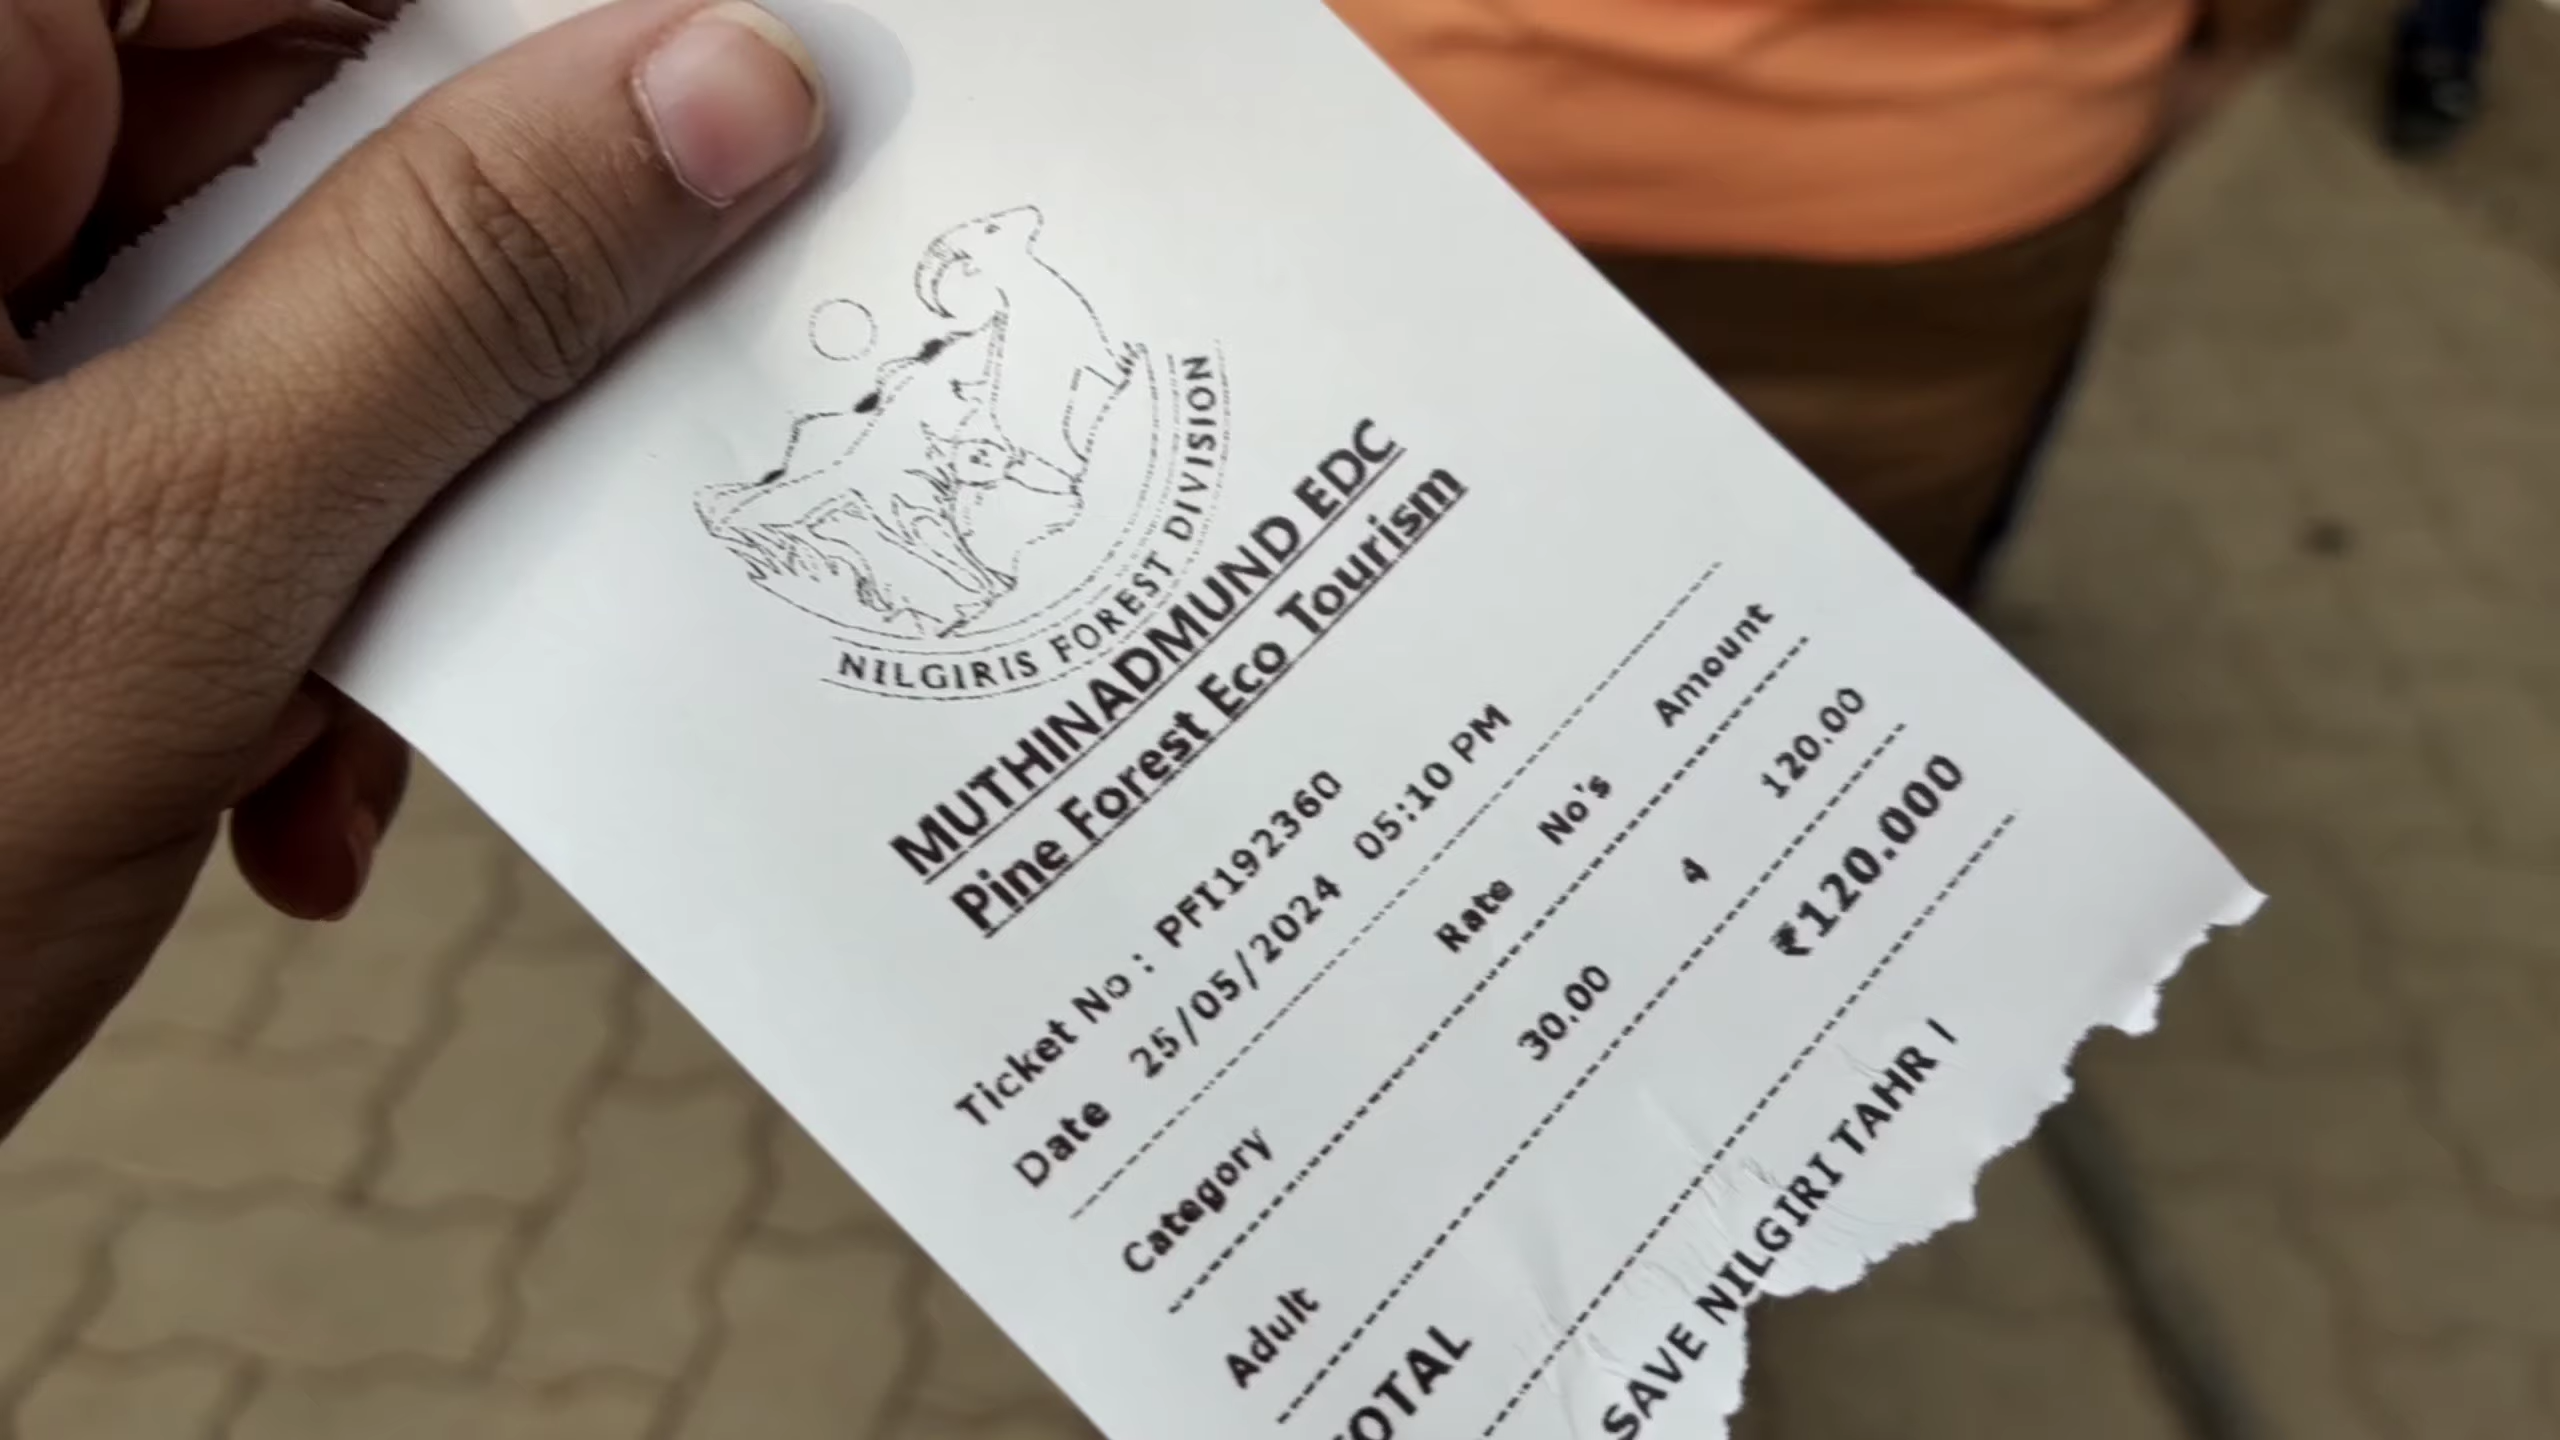 NILGIRIS FOREST DIVISION
MUTHINADMUND EDC
Pine Forest Eco Tourism
Ticket No : PFI192360
Date 25/05/2024 05:10 PM
Category Rate No's Amount
Adult 30.00 4 120.00
OTAL ₹120.000
SAVE NILGIRI TAHR